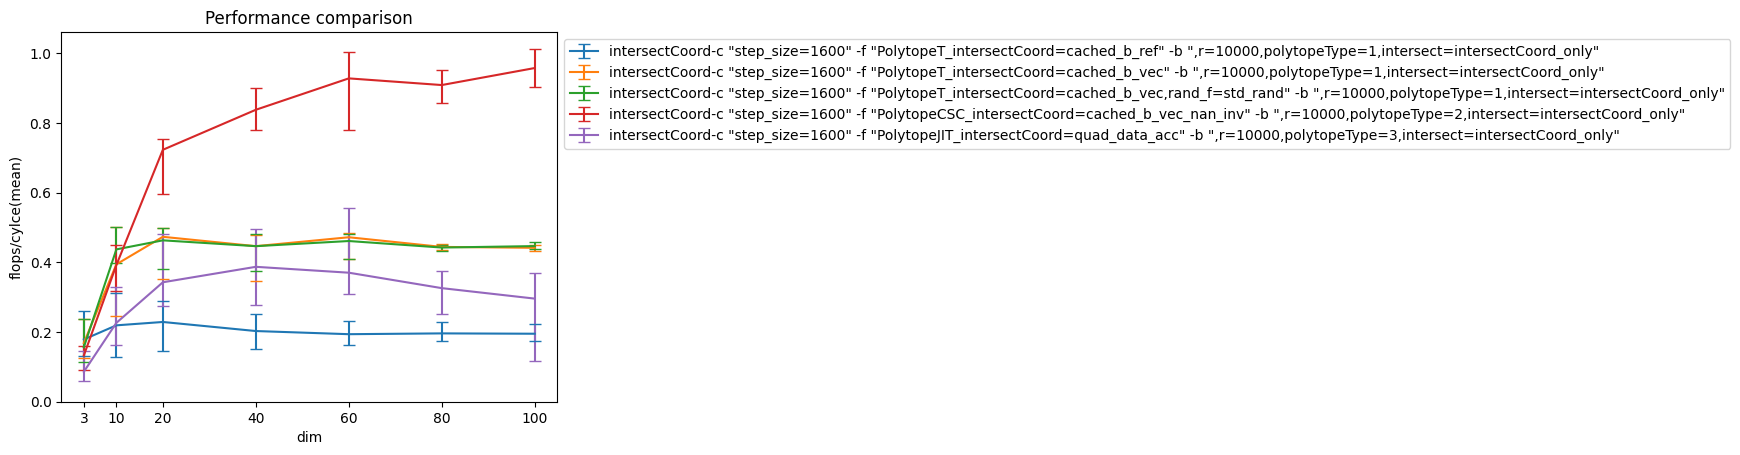 Performance comparison
flops/cylce(mean)
1.0
0.8
0.6
0.4
0.2
0.0
3 10 20 40 60 80 100
dim
intersectCoord-c "step_size=1600" -f "PolytopeT_intersectCoord=cached_b_ref" -b ",r=10000,polytopeType=1,intersect=intersectCoord_only"
intersectCoord-c "step_size=1600" -f "PolytopeT_intersectCoord=cached_b_vec" -b ",r=10000,polytopeType=1,intersect=intersectCoord_only"
intersectCoord-c "step_size=1600" -f "PolytopeT_intersectCoord=cached_b_vec,rand_f=std_rand" -b ",r=10000,polytopeType=1,intersect=intersectCoord_only"
intersectCoord-c "step_size=1600" -f "PolytopeCSC_intersectCoord=cached_b_vec_nan_inv" -b ",r=10000,polytopeType=2,intersect=intersectCoord_only"
intersectCoord-c "step_size=1600" -f "PolytopeJIT_intersectCoord=quad_data_acc" -b ",r=10000,polytopeType=3,intersect=intersectCoord_only"